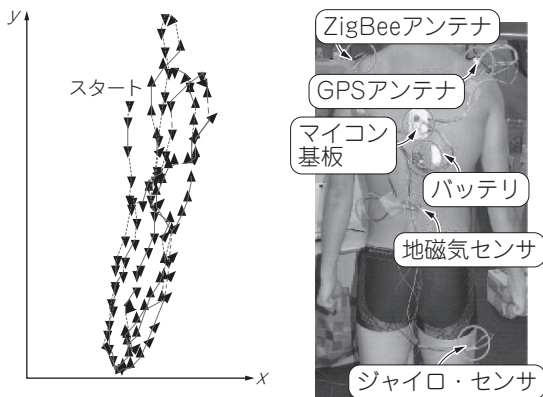 y
スタート
x
ZigBeeアンテナ
GPSアンテナ
マイコン
基板
バッテリ
地磁気センサ
ジャイロ・センサ